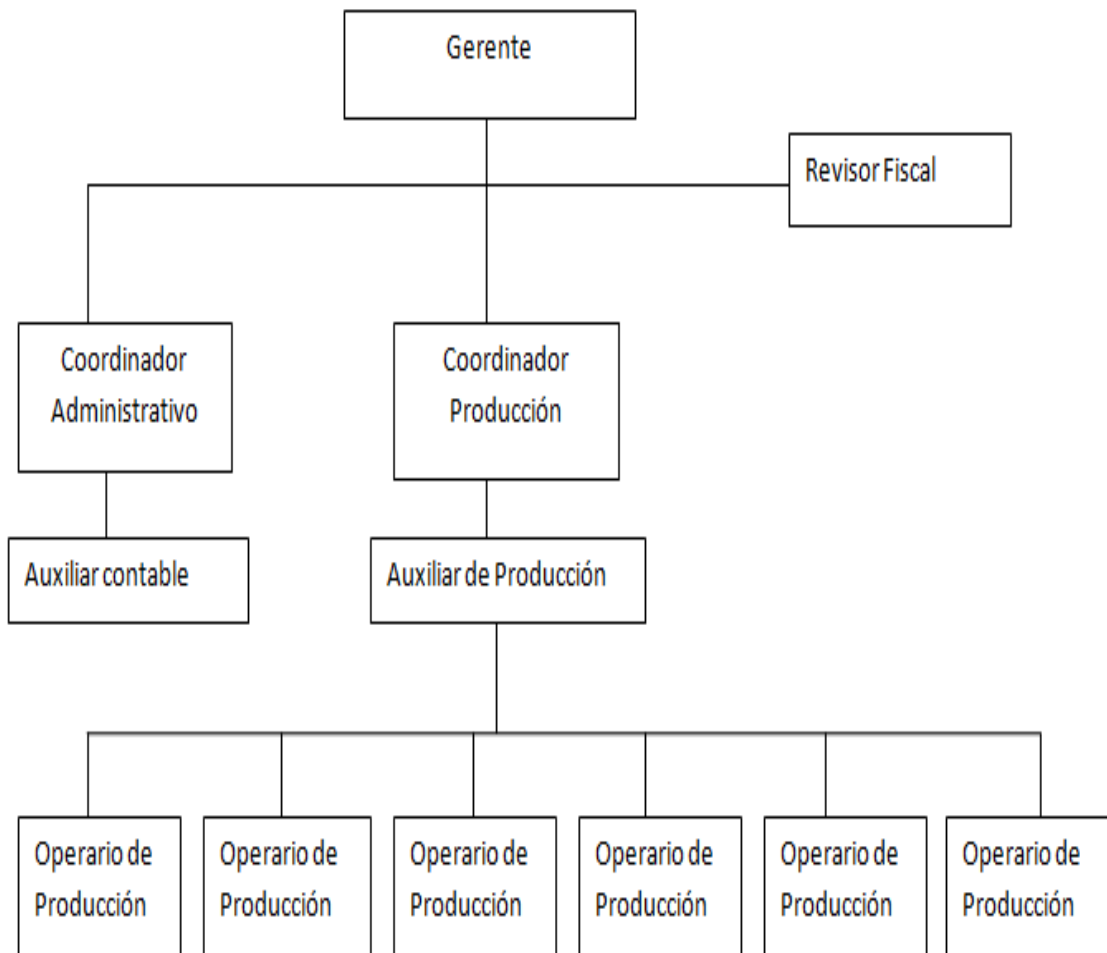 Gerente
Revisor Fiscal
Coordinador
Administrativo
Coordinador
Producción
Auxiliar contable
Auxiliar de Producción
Operario de
Producción
Operario de
Producción
Operario de
Producción
Operario de
Producción
Operario de
Producción
Operario de
Producción